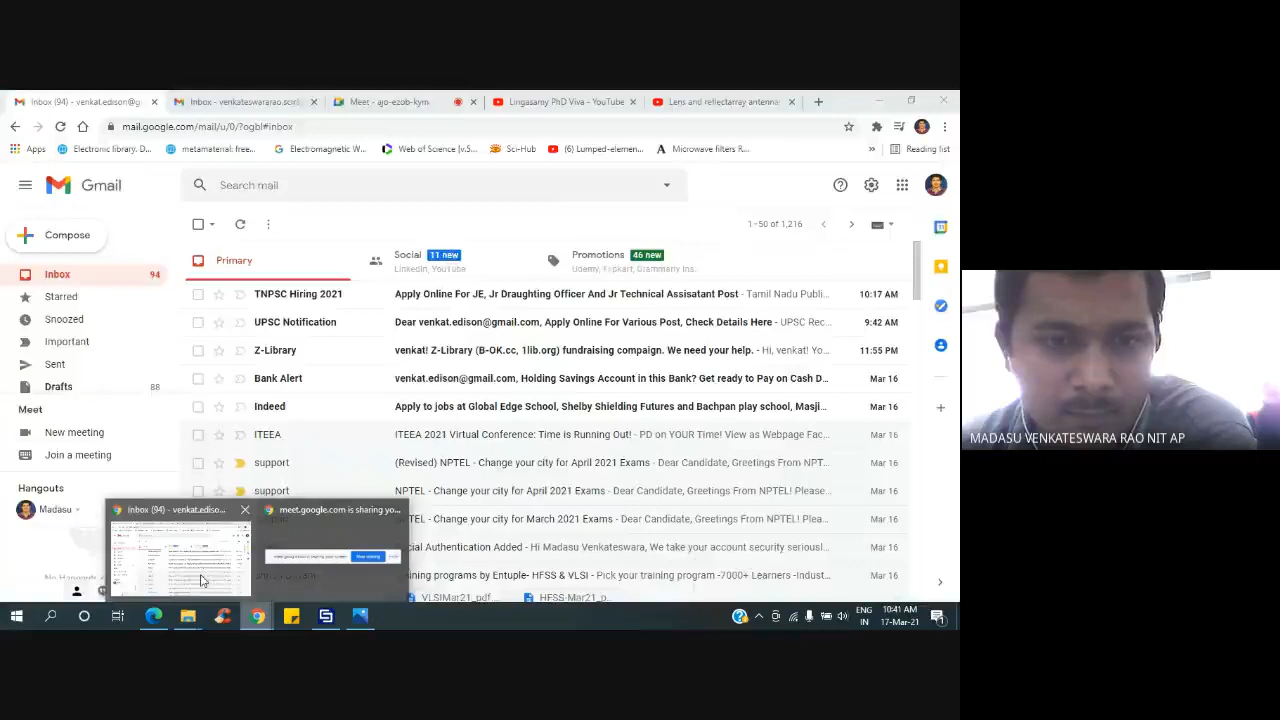 Inbox (94) - venkat.edison@g
Inbox - venkateswararao.scin
Meet - ajo-ezob-kym
Lingasamy PhD Viva - YouTube
Lens and reflectarray antenna
mail.google.com/mail/u/0/?ogbl#inbox
Apps
Electronic library. D...
metamaterial: free...
Electromagnetic W...
Web of Science [v.5...
Sci-Hub
(6) Lumped-elemen...
Microwave filters R...
»
Reading list
Gmail
Search mail
Compose
1–50 of 1,216
Primary
Social 11 new
LinkedIn, YouTube
Promotions 46 new
Udemy, Flipkart, Grammarly Ins.
Inbox 94
Starred
Snoozed
Important
Sent
Drafts 88
Meet
New meeting
Join a meeting
Hangouts
Madasu
TNPSC Hiring 2021 Apply Online For JE, Jr Draughting Officer And Jr Technical Assisatant Post - Tamil Nadu Publi... 10:17 AM
UPSC Notification Dear venkat.edison@gmail.com, Apply Online For Various Post, Check Details Here - UPSC Rec... 9:42 AM
Z-Library venkat! Z-Library (B-OK.cc, 1lib.org) fundraising campaign. We need your help. - Hi, venkat! Yo... 11:55 PM
Bank Alert venkat.edison@gmail.com, Holding Savings Account in this Bank? Get ready to Pay on Cash D... Mar 16
Indeed Apply to jobs at Global Edge School, Shelby Shielding Futures and Bachpan play school, Masji... Mar 16
ITEEA ITEEA 2021 Virtual Conference: Time is Running Out! - PD on YOUR Time! View as Webpage Fac... Mar 16
support (Revised) NPTEL - Change your city for April 2021 Exams - Dear Candidate, Greetings From NPT... Mar 16
support NPTEL - Change your city for April 2021 Exams - Dear Candidate, Greetings From NPTEL! Please... Mar 16
- Change your city for March 2021 Exams - Dear Candidate, Greetings From NPTEL! Pleas... Mar 16
cial Authentication Added - Hi Madasu Venkateswara, We take your account security seriousi... Mar 16
ning programs by Entuple, HFSS & VLSI - Prior training program -7000+ Learners -Indust... Mar 16
VLSIMar21_pdf...
HFSS-Mar21_p...
Inbox (94) - venkat.ediso...
meet.google.com is sharing yo...
MADASU VENKATESWARA RAO NIT AP
ENG
IN
10:41 AM
17-Mar-21
1